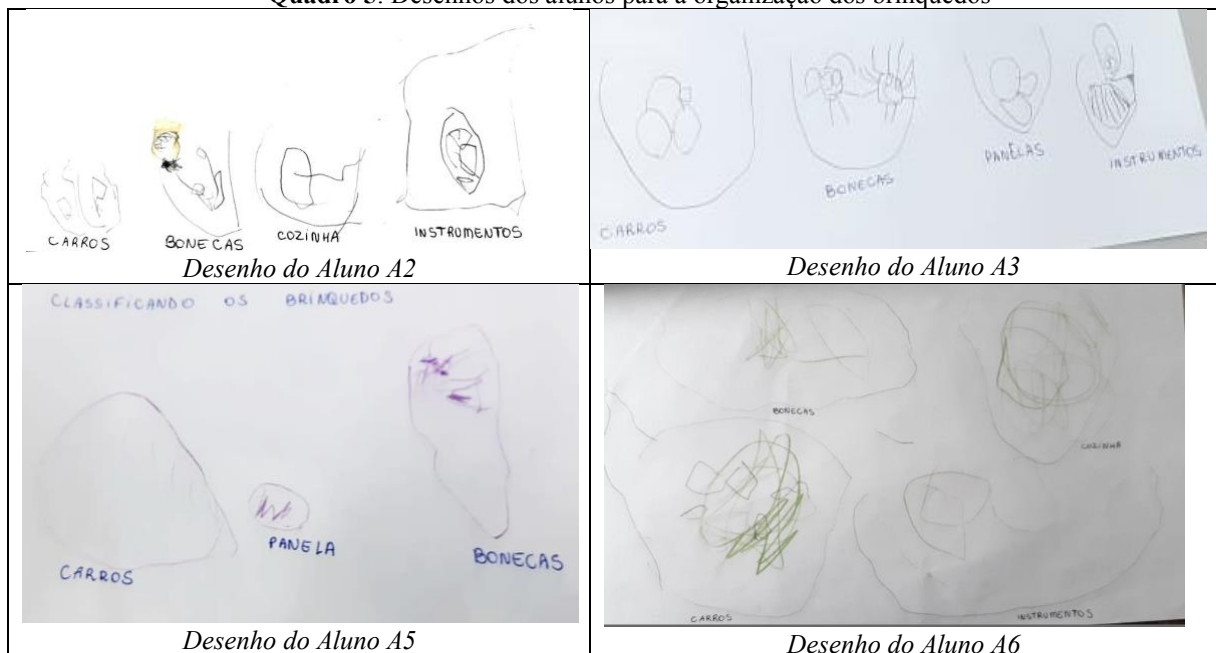 Quadro 3. Desenhos dos alunos para a organização dos brinquedos
CARROS
BONECAS
COZINHA
INSTRUMENTOS
Desenho do Aluno A2
CARROS
BONECAS
PANELAS
INSTRUMENTOS
Desenho do Aluno A3
CLASSIFICANDO OS BRINQUEDOS
CARROS
PANELA
BONECAS
Desenho do Aluno A5
BONECAS
COZINHA
CARROS
INSTRUMENTOS
Desenho do Aluno A6